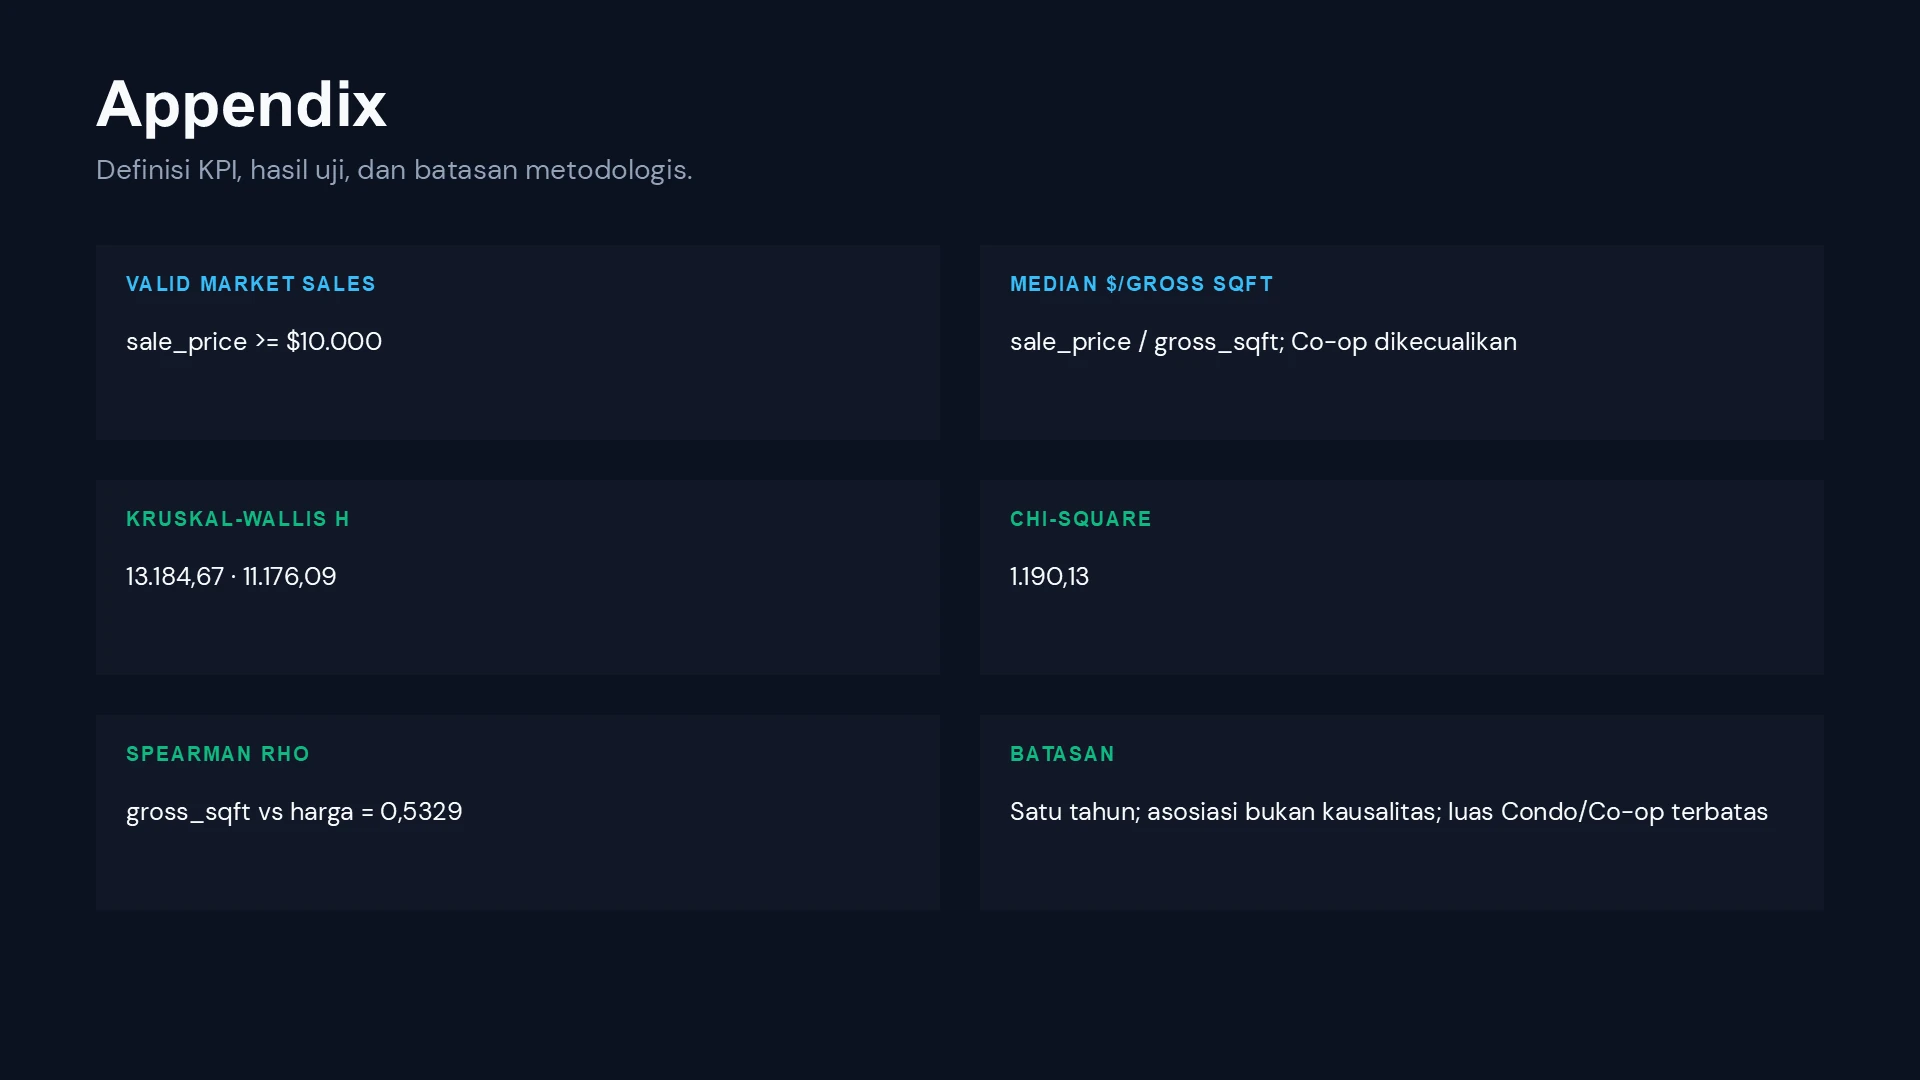 Appendix
Definisi KPI, hasil uji, dan batasan metodologis.
VALID MARKET SALES
sale_price >= $10.000
MEDIAN $/GROSS SQFT
sale_price / gross_sqft; Co-op dikecualikan
KRUSKAL-WALLIS H
13.184,67 · 11.176,09
CHI-SQUARE
1.190,13
SPEARMAN RHO
gross_sqft vs harga = 0,5329
BATASAN
Satu tahun; asosiasi bukan kausalitas; luas Condo/Co-op terbatas